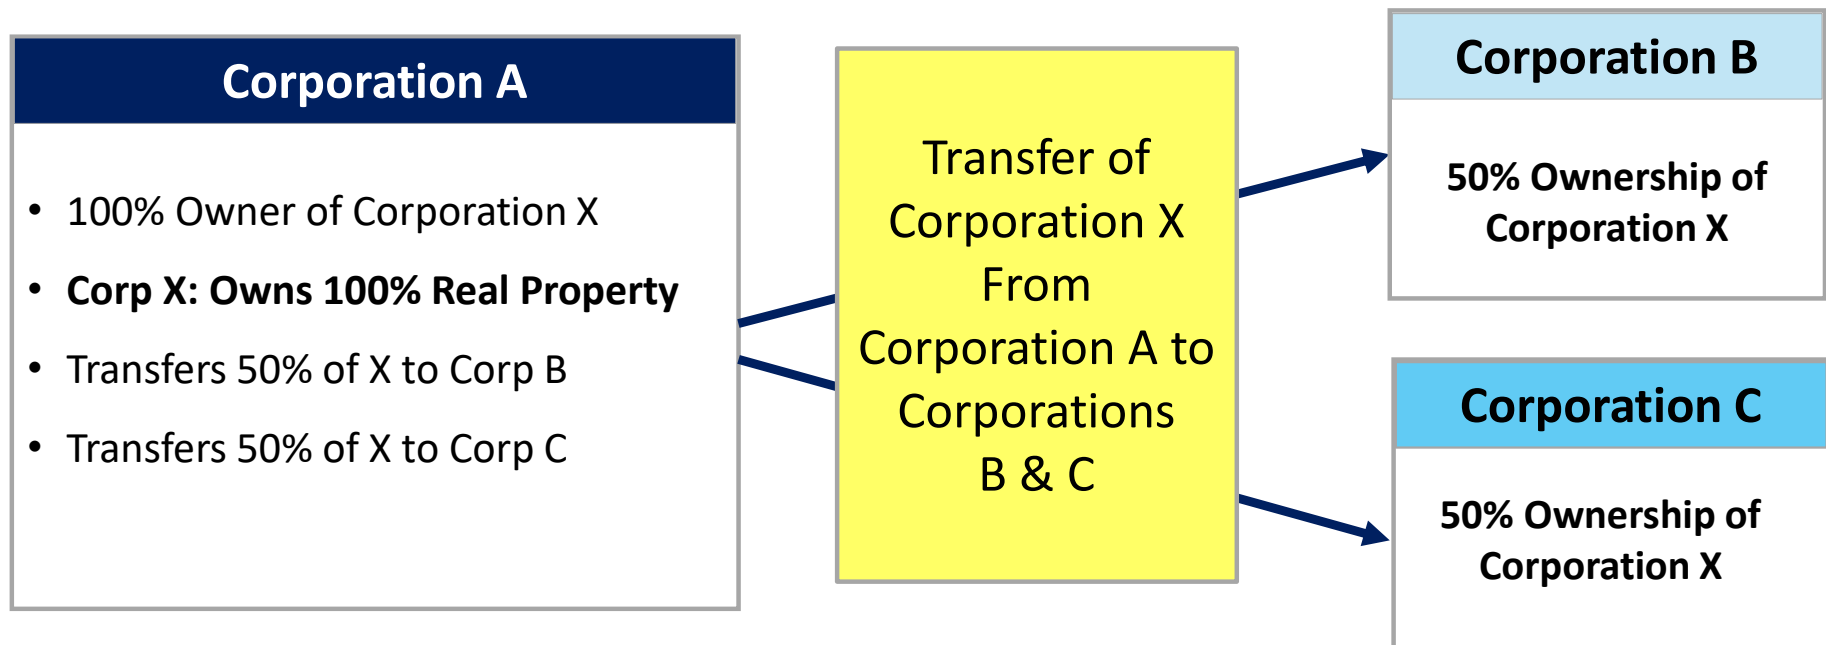 Corporation A
• 100% Owner of Corporation X
• Corp X: Owns 100% Real Property
• Transfers 50% of X to Corp B
• Transfers 50% of X to Corp C
Transfer of
Corporation X
From
Corporation A to
Corporations
B & C
Corporation B
50% Ownership of
Corporation X
Corporation C
50% Ownership of
Corporation X